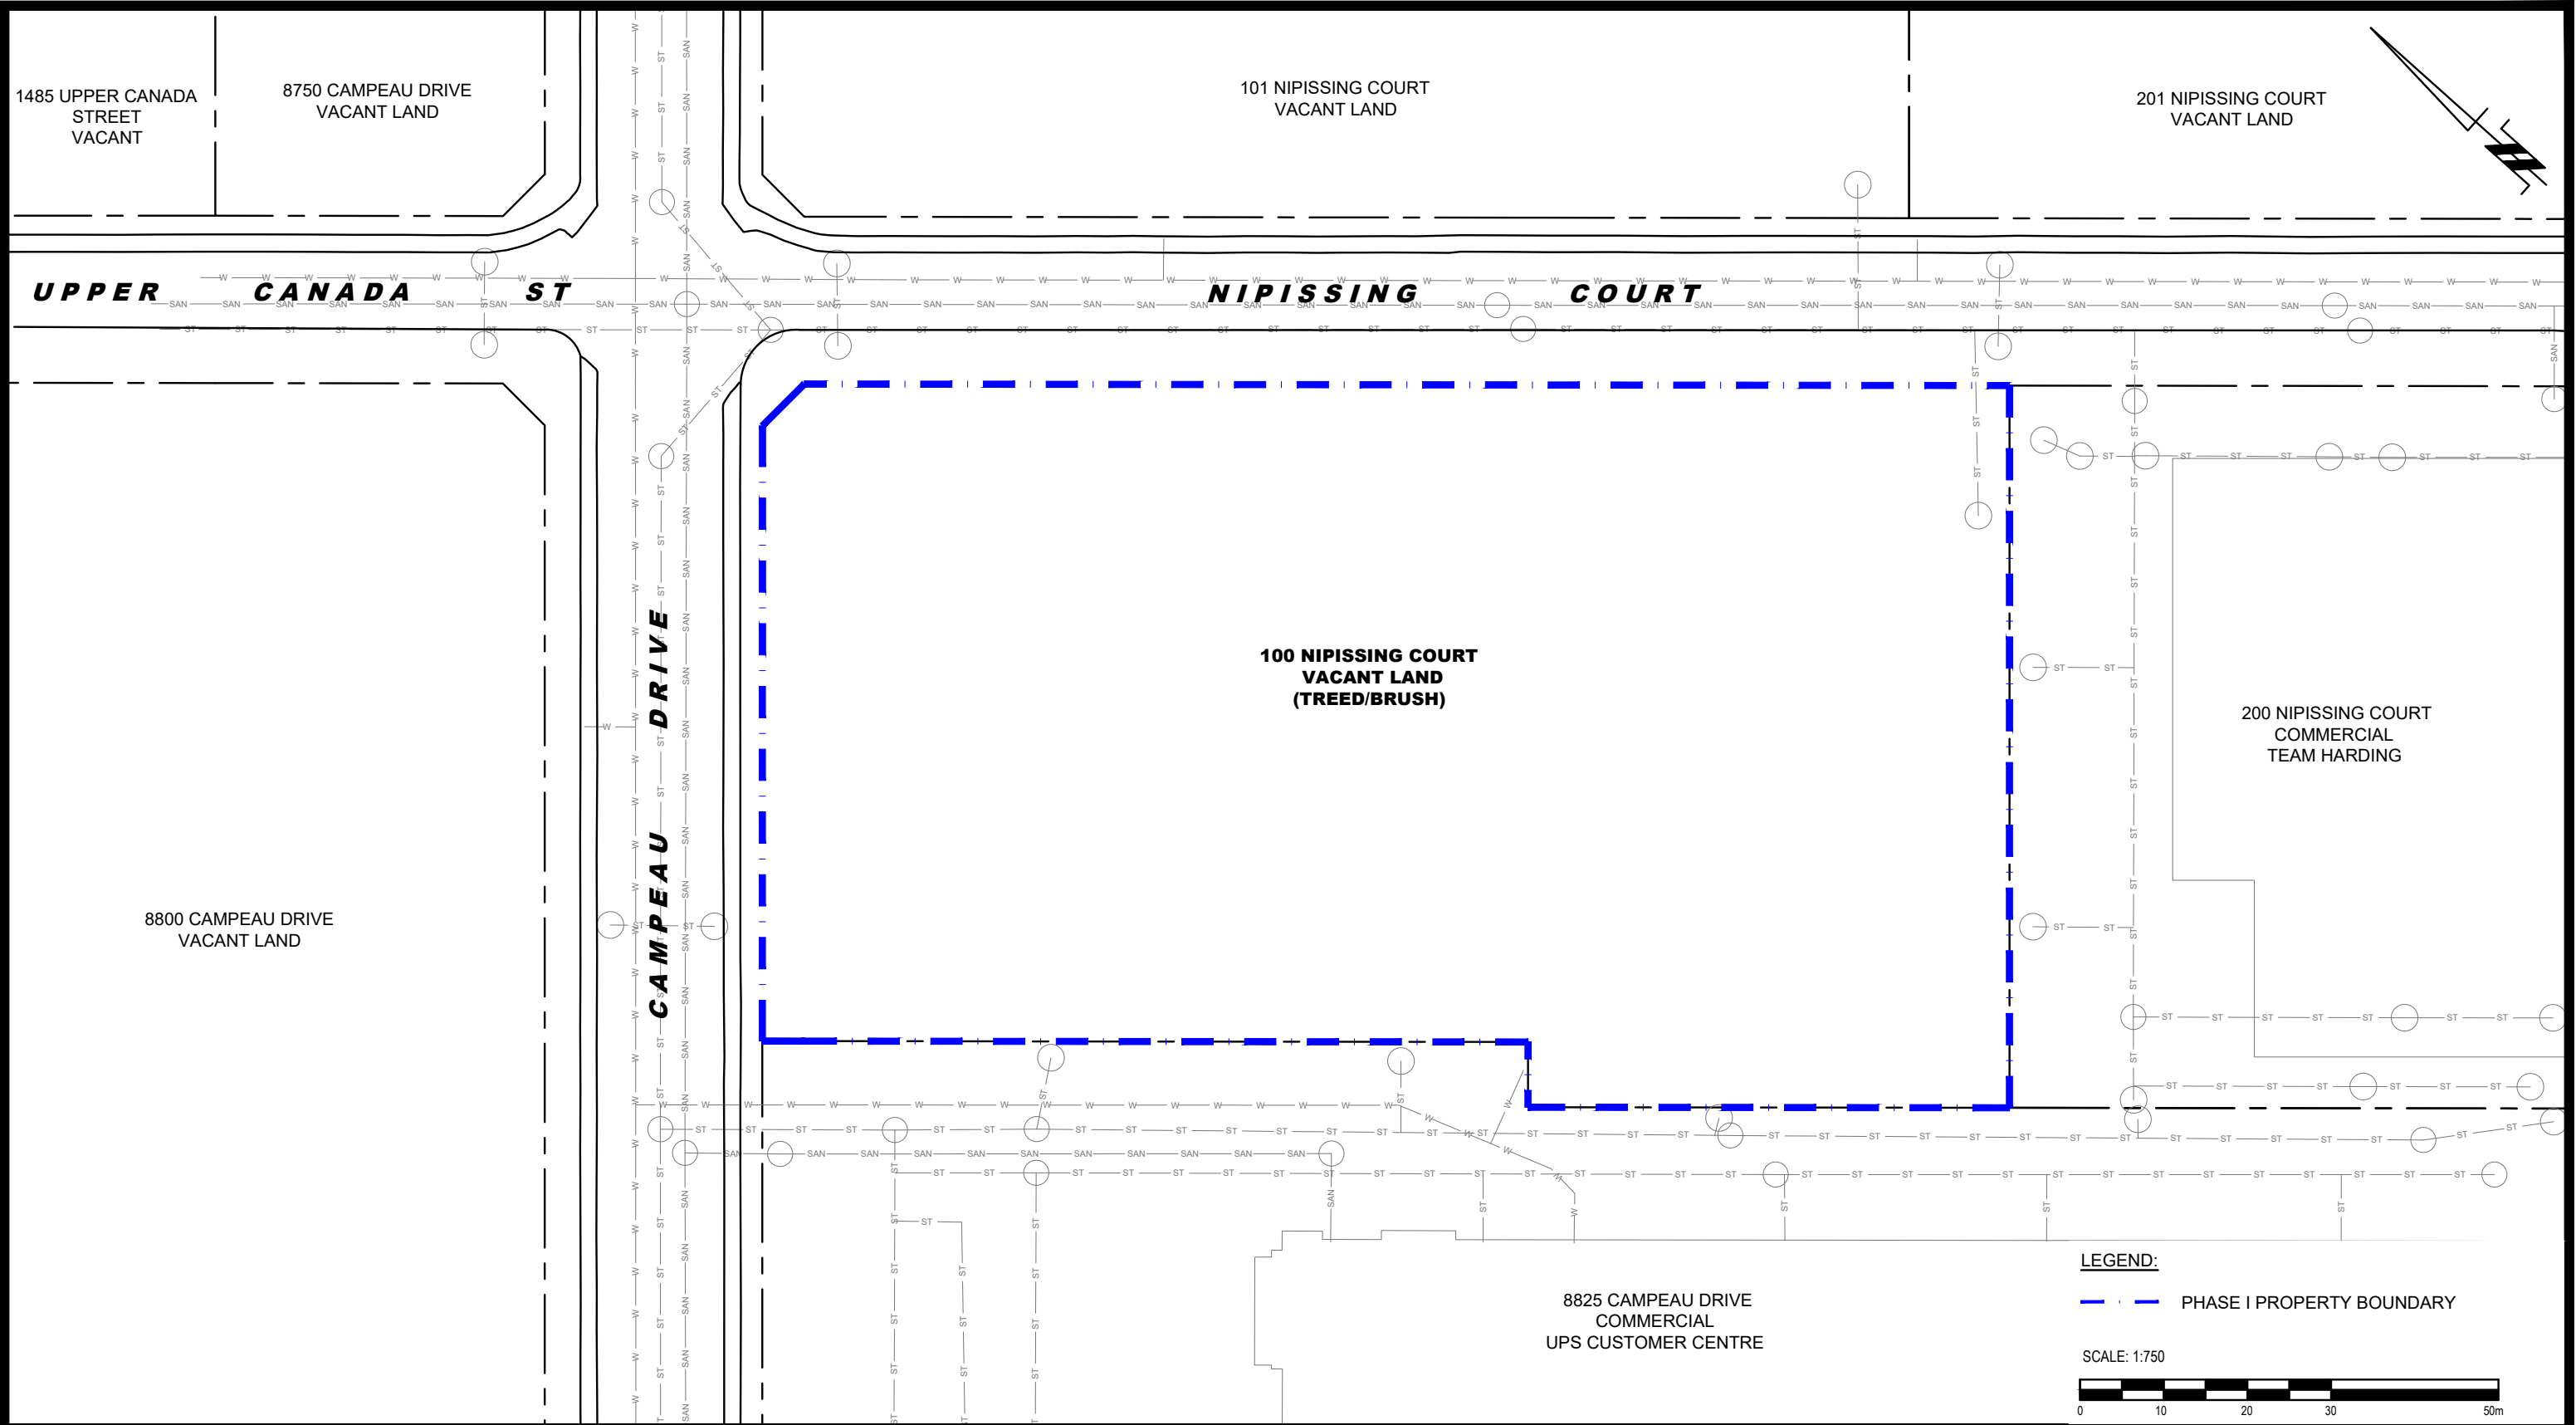 1485 UPPER CANADA
STREET
VACANT
8750 CAMPEAU DRIVE
VACANT LAND
101 NIPISSING COURT
VACANT LAND
201 NIPISSING COURT
VACANT LAND
UPPER CANADA ST
NIPISSING COURT
CAMPEAU DRIVE
100 NIPISSING COURT
VACANT LAND
(TREED/BRUSH)
200 NIPISSING COURT
COMMERCIAL
TEAM HARDING
8800 CAMPEAU DRIVE
VACANT LAND
8825 CAMPEAU DRIVE
COMMERCIAL
UPS CUSTOMER CENTRE
LEGEND:
PHASE I PROPERTY BOUNDARY
SCALE: 1:750
0 10 20 30 50m